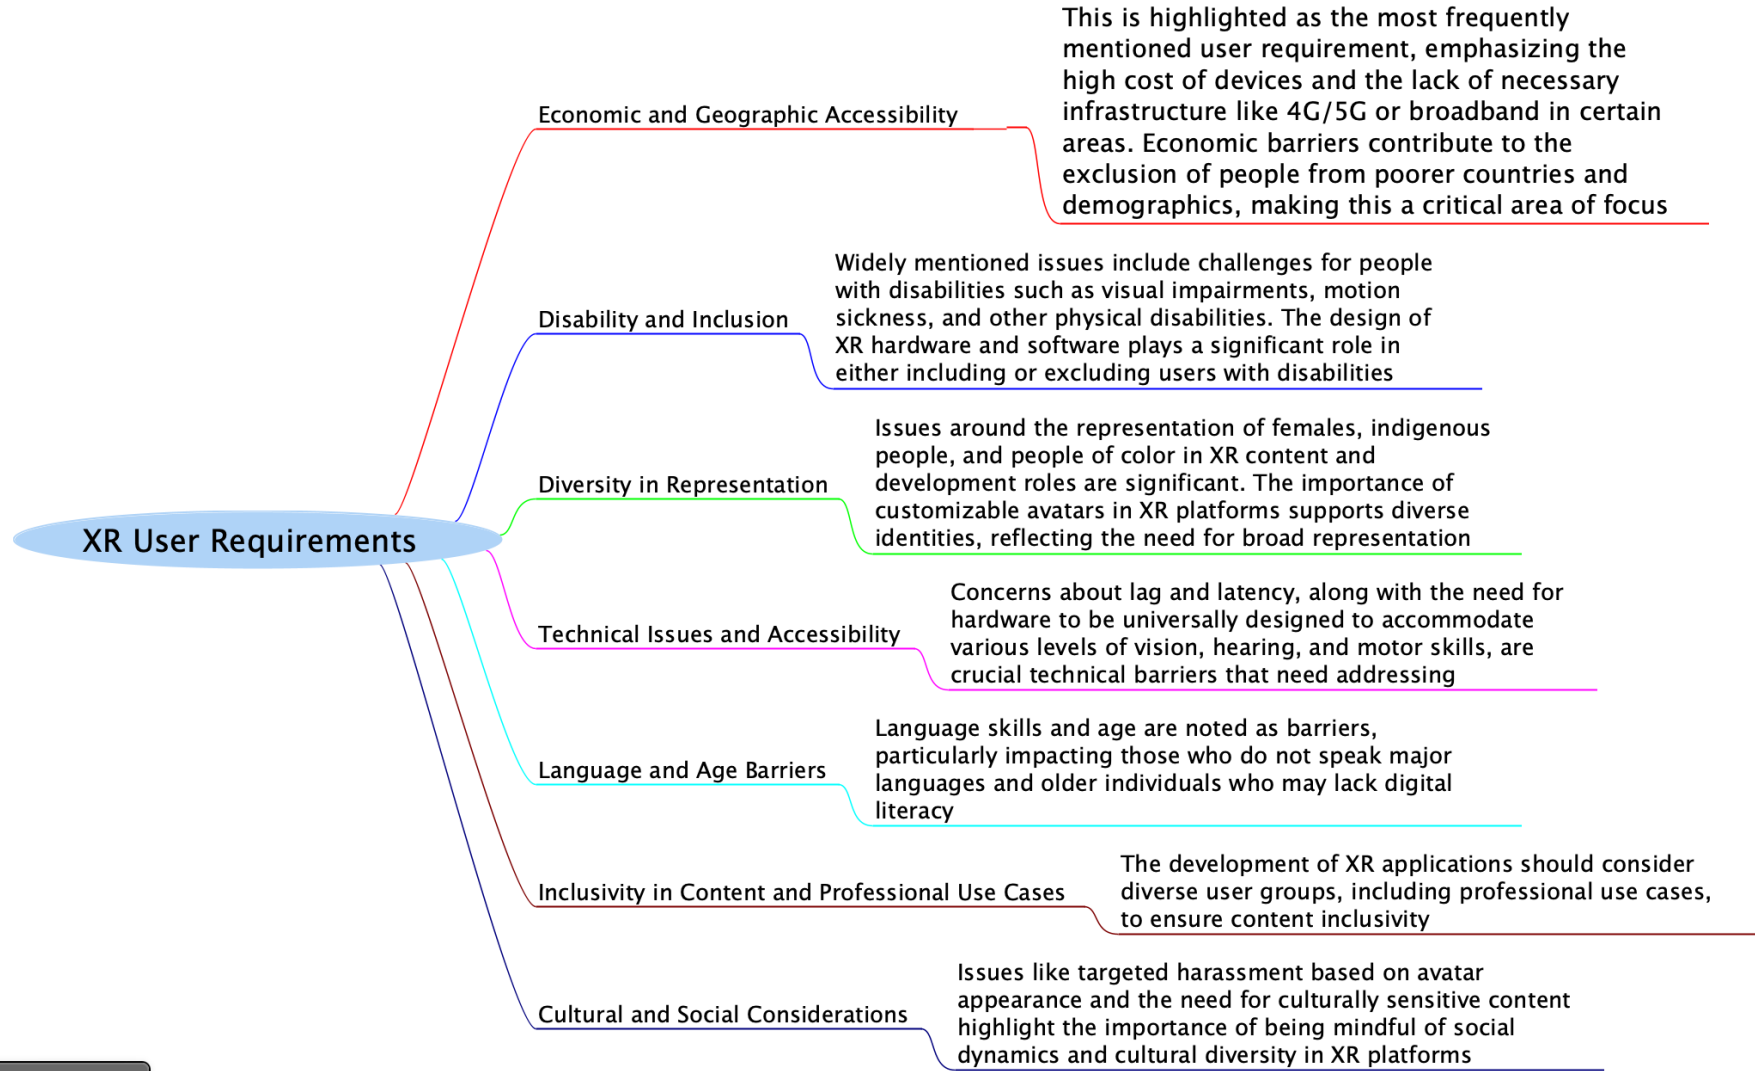 XR User Requirements
Economic and Geographic Accessibility
This is highlighted as the most frequently
mentioned user requirement, emphasizing the
high cost of devices and the lack of necessary
infrastructure like 4G/5G or broadband in certain
areas. Economic barriers contribute to the
exclusion of people from poorer countries and
demographics, making this a critical area of focus
Disability and Inclusion
Widely mentioned issues include challenges for people
with disabilities such as visual impairments, motion
sickness, and other physical disabilities. The design of
XR hardware and software plays a significant role in
either including or excluding users with disabilities
Diversity in Representation
Issues around the representation of females, indigenous
people, and people of color in XR content and
development roles are significant. The importance of
customizable avatars in XR platforms supports diverse
identities, reflecting the need for broad representation
Technical Issues and Accessibility
Concerns about lag and latency, along with the need for
hardware to be universally designed to accommodate
various levels of vision, hearing, and motor skills, are
crucial technical barriers that need addressing
Language and Age Barriers
Language skills and age are noted as barriers,
particularly impacting those who do not speak major
languages and older individuals who may lack digital
literacy
Inclusivity in Content and Professional Use Cases
The development of XR applications should consider
diverse user groups, including professional use cases,
to ensure content inclusivity
Cultural and Social Considerations
Issues like targeted harassment based on avatar
appearance and the need for culturally sensitive content
highlight the importance of being mindful of social
dynamics and cultural diversity in XR platforms